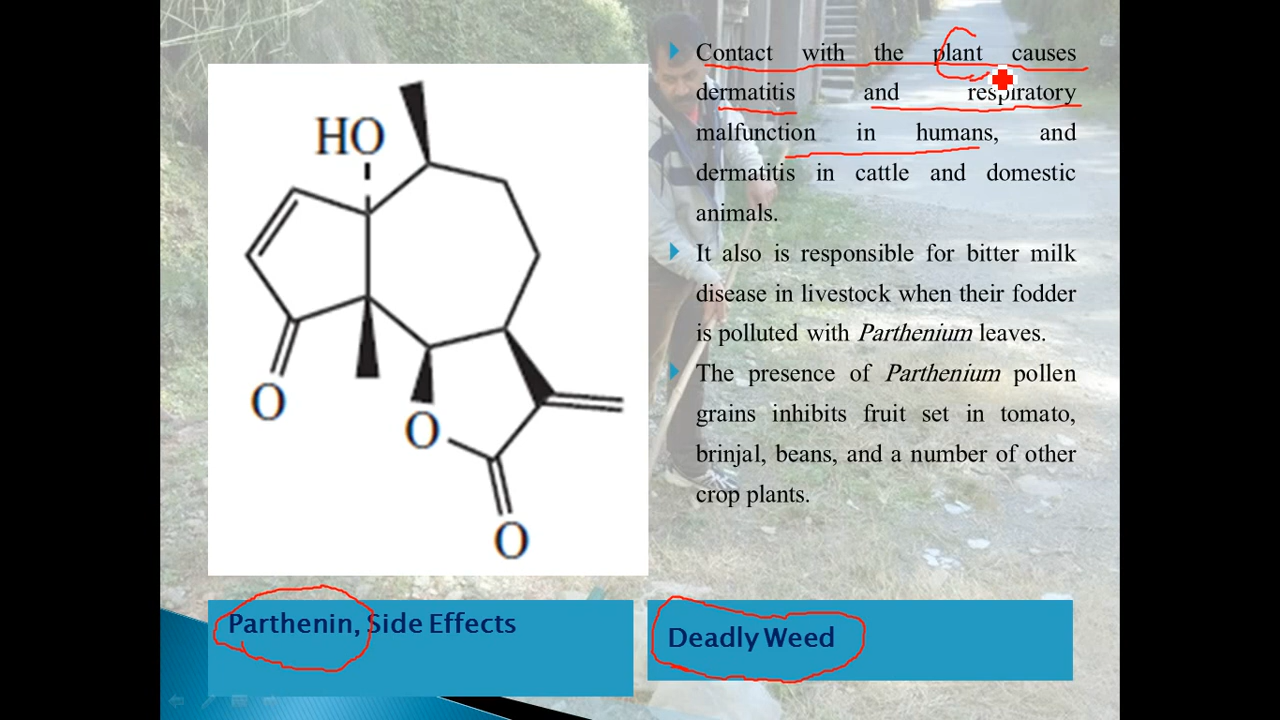 HO
O
O
O
Contact with the plant causes
dermatitis and respiratory
malfunction in humans, and
dermatitis in cattle and domestic
animals.
It also is responsible for bitter milk
disease in livestock when their fodder
is polluted with Parthenium leaves.
The presence of Parthenium pollen
grains inhibits fruit set in tomato,
brinjal, beans, and a number of other
crop plants.
Parthenin, Side Effects
Deadly Weed